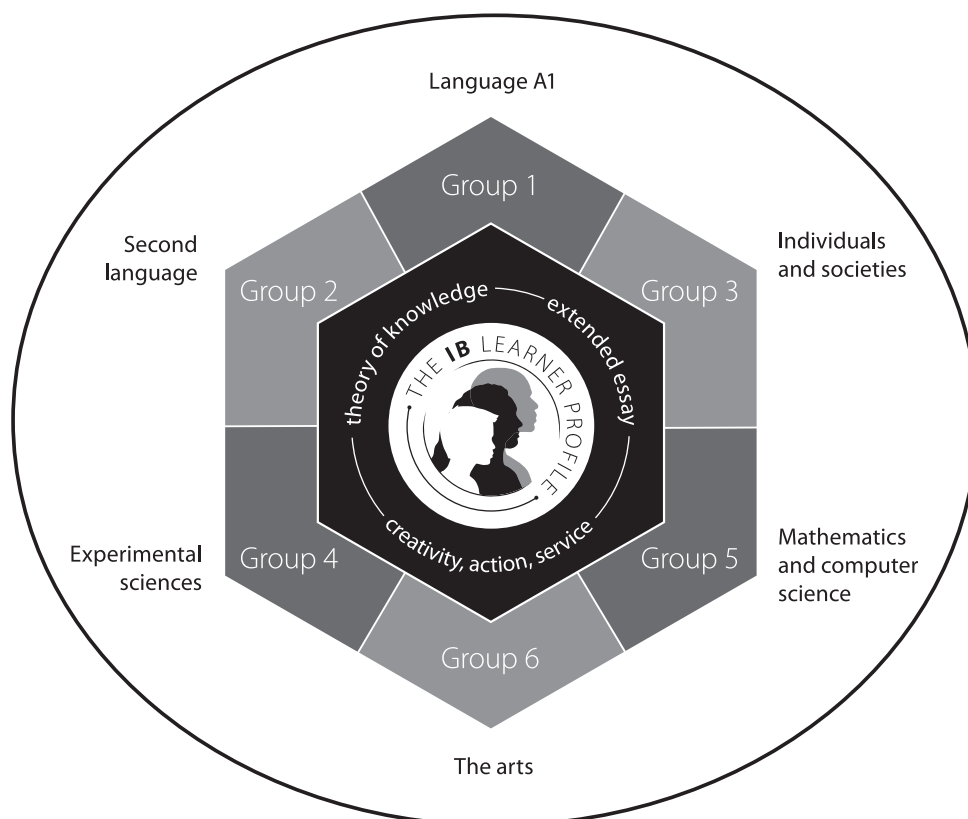 Language A1
Group 1
Second
language
Group 2
Group 3
Individuals
and societies
theory of knowledge
extended essay
THE IB LEARNER PROFILE
creativity, action, service
Experimental
sciences
Group 4
Group 5
Mathematics
and computer
science
Group 6
The arts